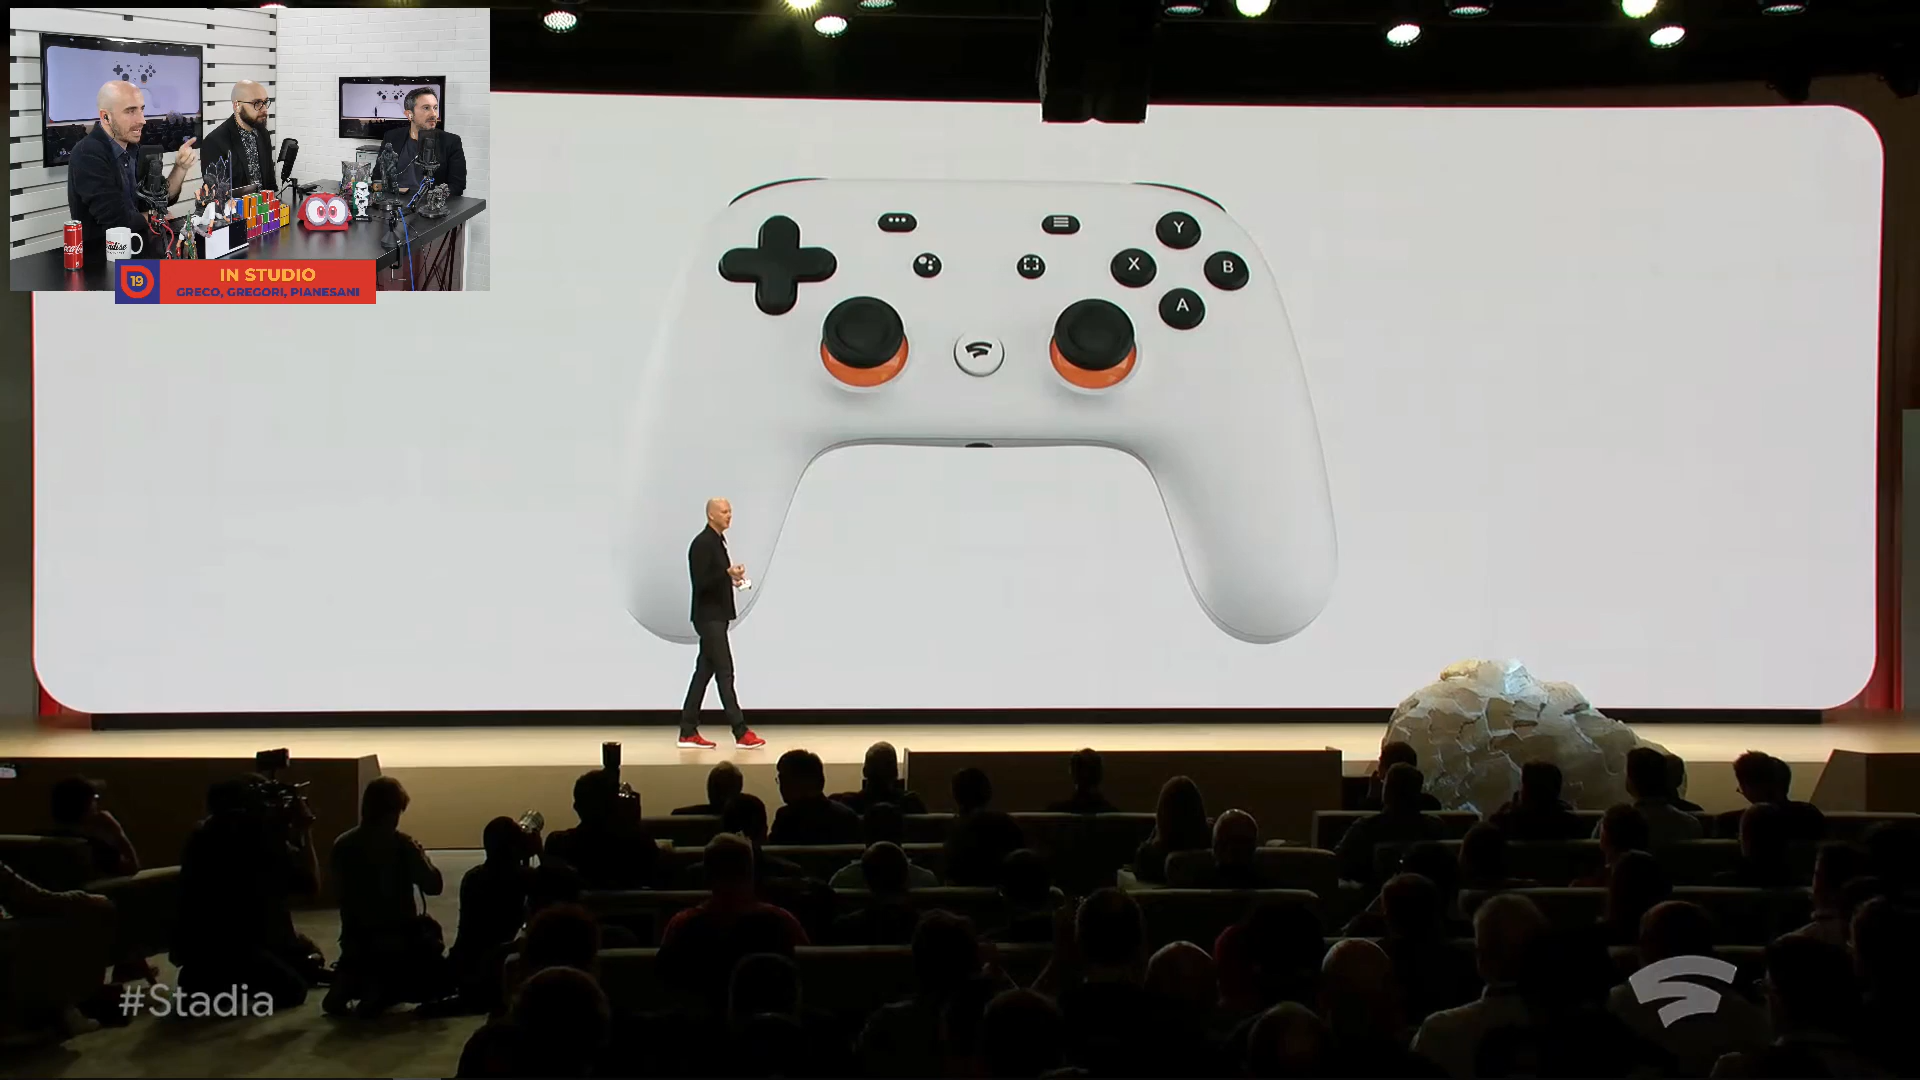 19
IN STUDIO
GRECO, GREGORI, PIANESANI
Y
X
B
A
#Stadia